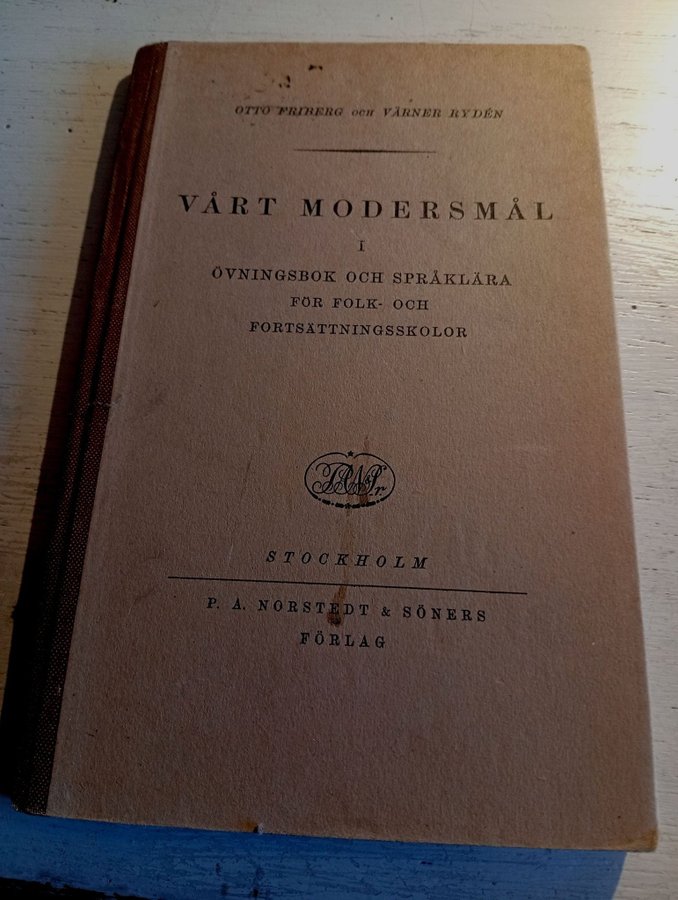 OTTO FRIBERG OCH VÄRNER RYDÉN
VÅRT MODERSMÅL
I
ÖVNINGSBOK OCH SPRÅKLÄRA
FÖR FOLK- OCH
FORTSÄTTNINGSSKOLOR
STOCKHOLM
P. A. NORSTEDT & SÖNERS
FÖRLAG